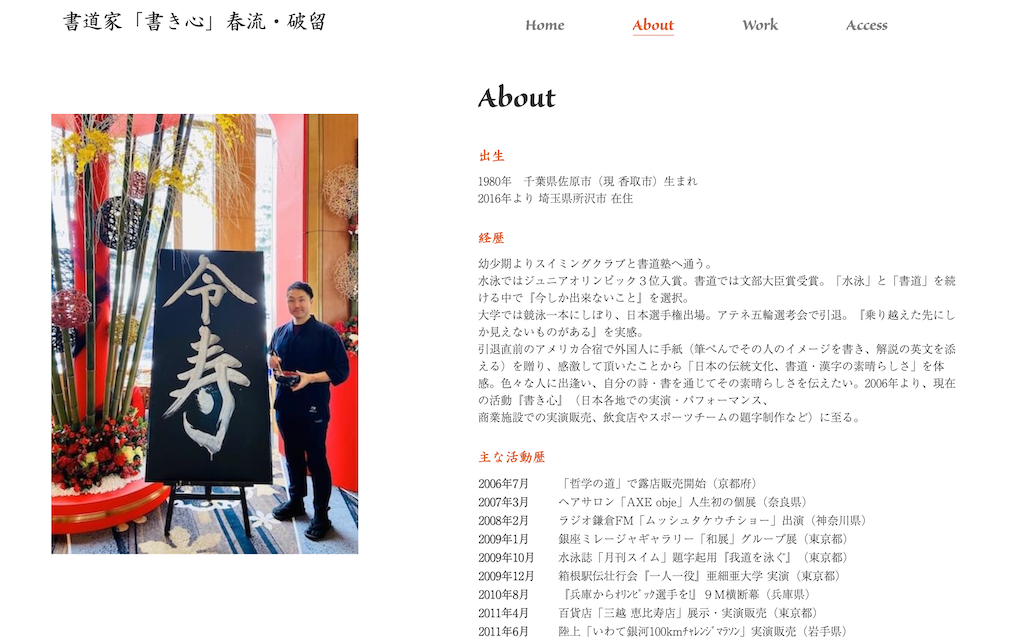 書道家「書き心」春流・破留
Home
About
Work
Access
About
出生
1980年　千葉県佐原市（現 香取市）生まれ
2016年より 埼玉県所沢市 在住
経歴
幼少期よりスイミングクラブと書道塾へ通う。
水泳ではジュニアオリンピック３位入賞。書道では文部大臣賞受賞。「水泳」と「書道」を続
ける中で『今しか出来ないこと』を選択。
大学では競泳一本にしぼり、日本選手権出場。アテネ五輪選考会で引退。『乗り越えた先にし
か見えないものがある』を実感。
引退直前のアメリカ合宿で外国人に手紙（筆ぺんでその人のイメージを書き、解説の英文を添
える）を贈り、感激して頂いたことから「日本の伝統文化、書道・漢字の素晴らしさ」を体
感。色々な人に出逢い、自分の詩・書を通じてその素晴らしさを伝えたい。2006年より、現在
の活動『書き心』（日本各地での実演・パフォーマンス、
商業施設での実演販売、飲食店やスポーツチームの題字制作など）に至る。
主な活動歴
2006年7月　「哲学の道」で露店販売開始（京都府）
2007年3月　ヘアサロン「AXE obje」人生初の個展（奈良県）
2008年2月　ラジオ鎌倉FM「ムッシュタケウチショー」出演（神奈川県）
2009年1月　銀座ミレージャギャラリー「和展」グループ展（東京都）
2009年10月　水泳誌「月刊スイム」題字起用『我道を泳ぐ』（東京都）
2009年12月　箱根駅伝壮行会『一人一役』亜細亜大学 実演（東京都）
2010年8月　『兵庫からｵﾘﾝﾋﾟｯｸ選手を!』９Ｍ横断幕（兵庫県）
2011年4月　百貨店「三越 恵比寿店」展示・実演販売（東京都）
2011年6月　陸上「いわて銀河100kmﾁｬﾚﾝｼﾞﾏﾗｿﾝ」実演販売（岩手県）
令寿